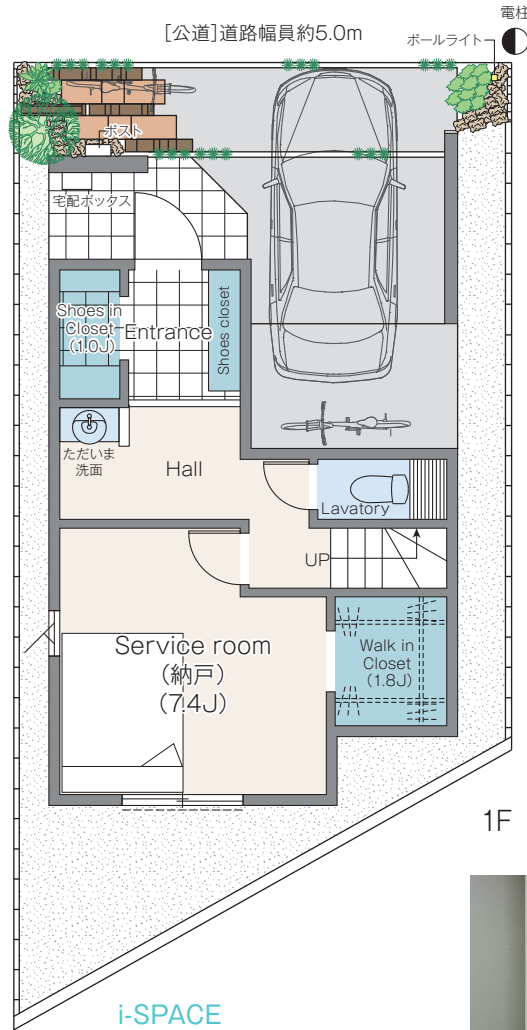 電柱
[公道]道路幅員約5.0m
ポールライト
ポスト
宅配ボックス
Shoes in
Closet
(1.0J)
Entrance
Shoes closet
ただいま
洗面
Hall
Lavatory
UP
Service room
(納戸)
(7.4J)
Walk in
Closet
(1.8J)
1F
i-SPACE